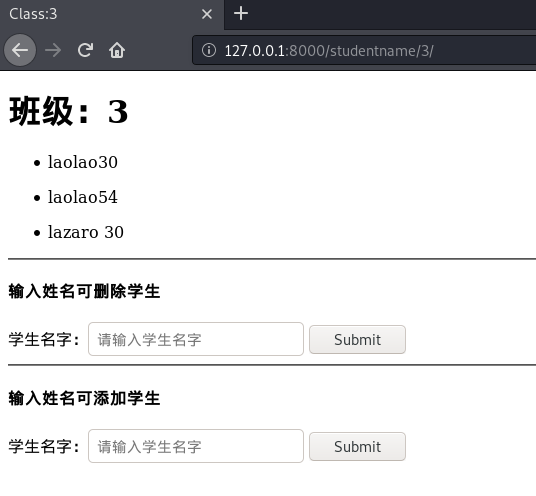 Class:3
127.0.0.1:8000/studentname/3/
班级：3
laolao30
laolao54
lazaro 30
输入姓名可删除学生
学生名字： 请输入学生名字 Submit
输入姓名可添加学生
学生名字： 请输入学生名字 Submit